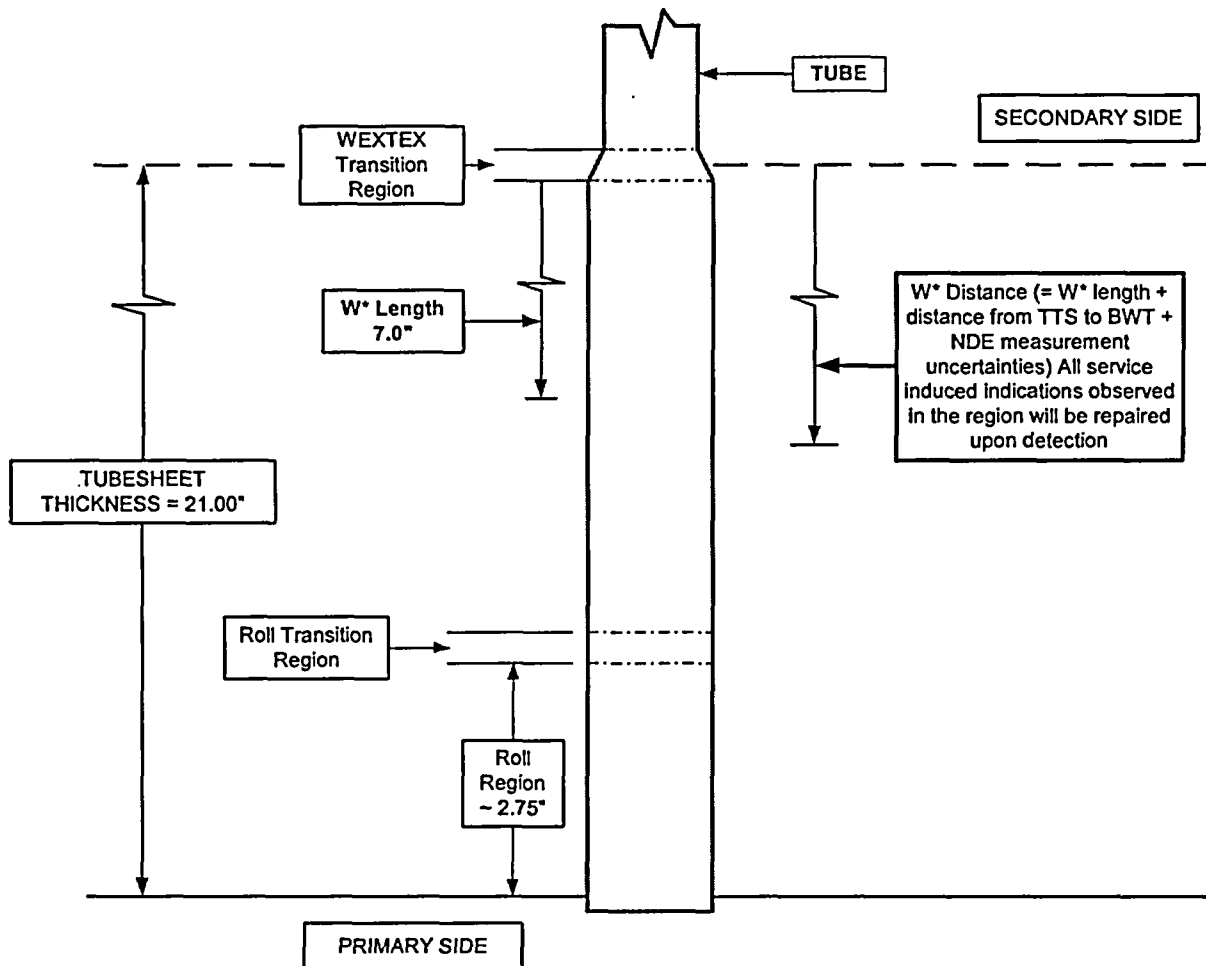 TUBE
SECONDARY SIDE
WEXTEX
Transition
Region
W* Length
7.0"
W* Distance (= W* length +
distance from TTS to BWT +
NDE measurement
uncertainties) All service
induced indications observed
in the region will be repaired
upon detection
.TUBESHEET
THICKNESS = 21.00"
Roll Transition
Region
Roll
Region
~ 2.75"
PRIMARY SIDE